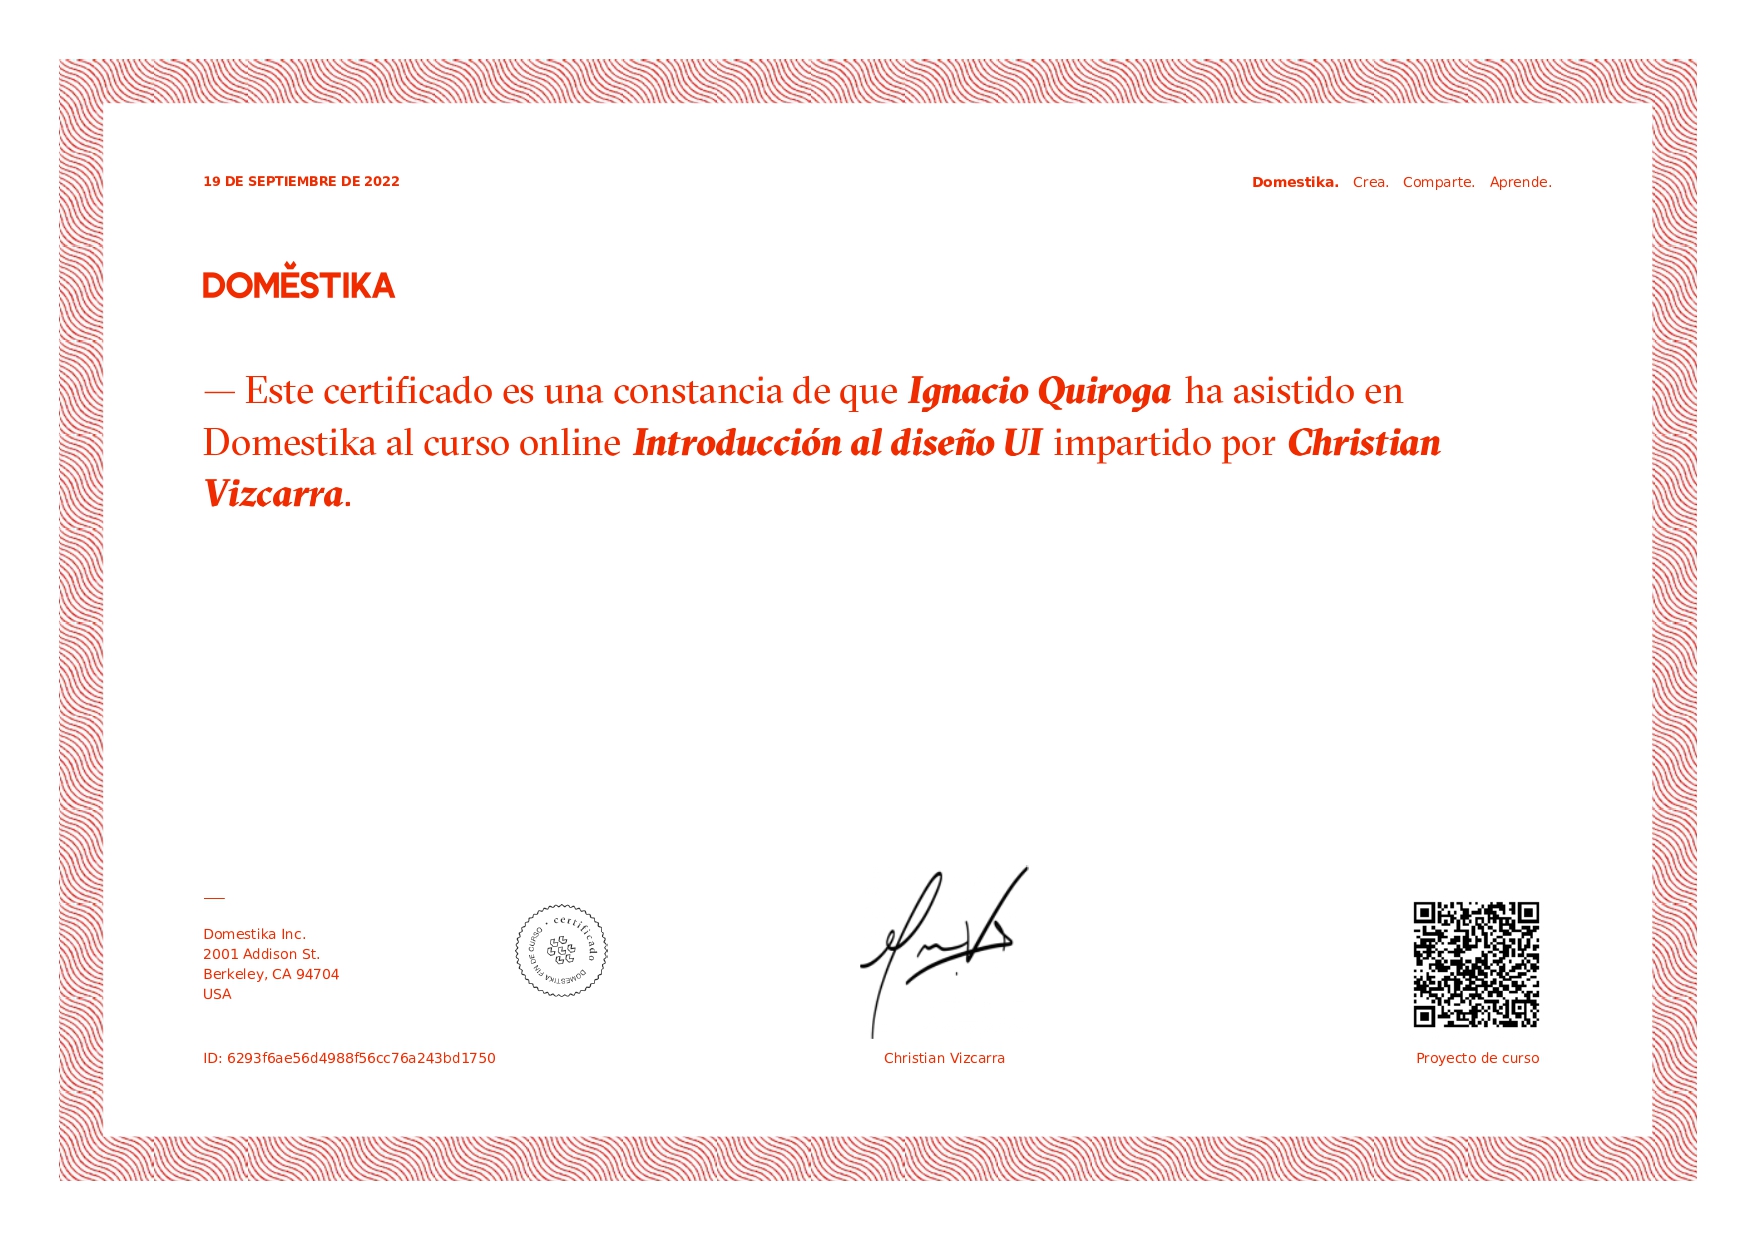 19 DE SEPTIEMBRE DE 2022
Domestika. Crea. Comparte. Aprende.
DOMĔSTIKA
— Este certificado es una constancia de que Ignacio Quiroga ha asistido en
Domestika al curso online Introducción al diseño UI impartido por Christian
Vizcarra.
—
Domestika Inc.
2001 Addison St.
Berkeley, CA 94704
USA
• certificado
DOMESTIKA FIN DE CURSO
ID: 6293f6ae56d4988f56cc76a243bd1750
Christian Vizcarra
Proyecto de curso